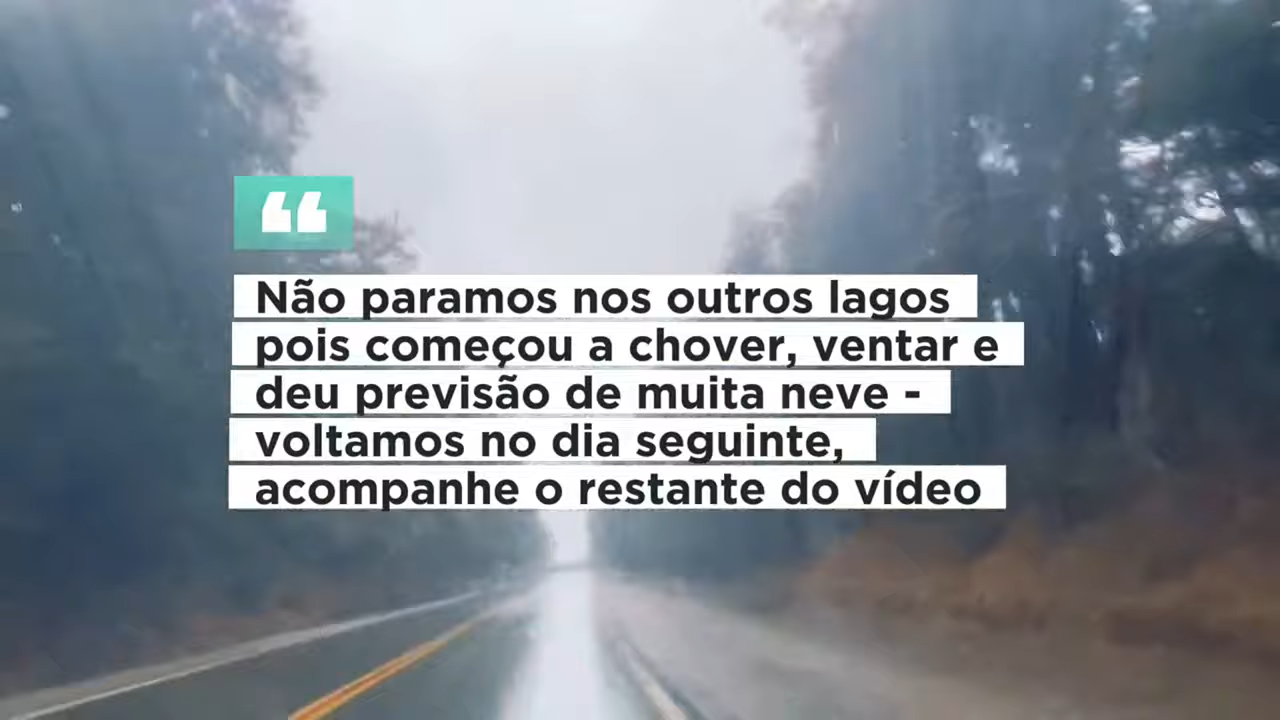 “
Não paramos nos outros lagos
pois começou a chover, ventar e
deu previsão de muita neve -
voltamos no dia seguinte,
acompanhe o restante do vídeo